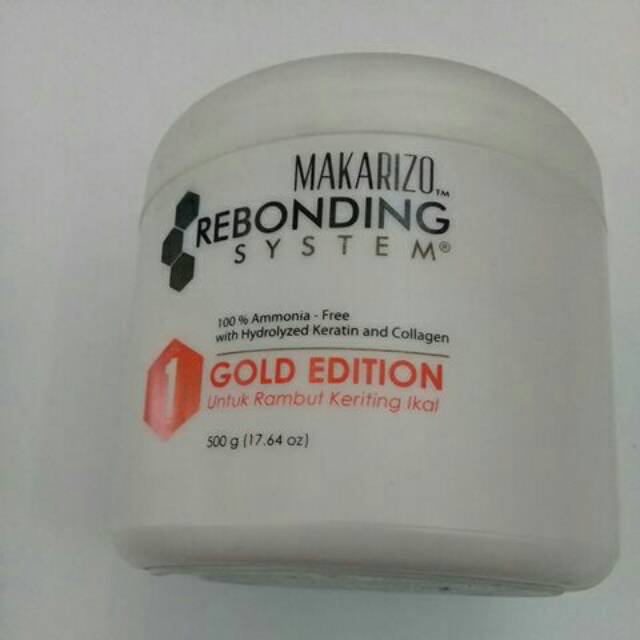 MAKARIZO™
REBONDING
SYSTEM®
100 % Ammonia - Free
with Hydrolyzed Keratin and Collagen
1
GOLD EDITION
Untuk Rambut Keriting Ikal
500 g (17.64 oz)